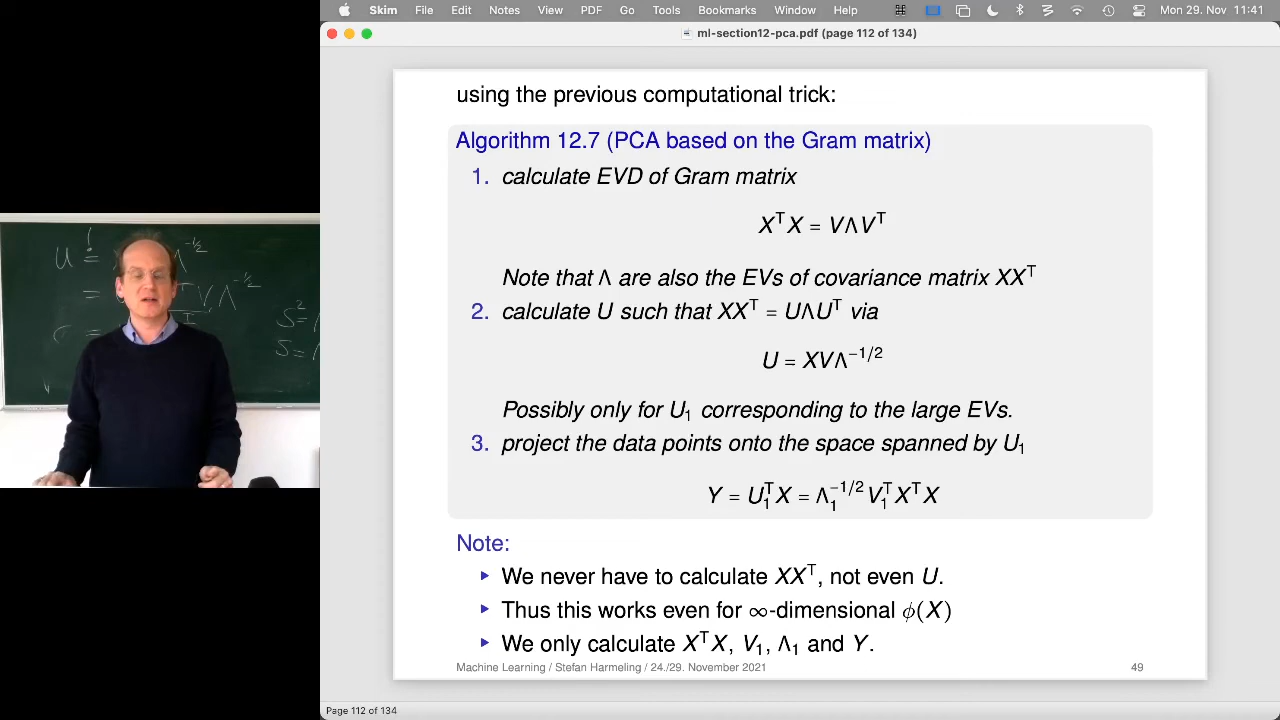 Skim File Edit Notes View PDF Go Tools Bookmarks Window Help Mon 29. Nov 11:41
ml-section12-pca.pdf (page 112 of 134)
using the previous computational trick:
Algorithm 12.7 (PCA based on the Gram matrix)
1. calculate EVD of Gram matrix
XᵀX = VΛVᵀ
Note that Λ are also the EVs of covariance matrix XXᵀ
2. calculate U such that XXᵀ = UΛUᵀ via
U = XVΛ⁻¹/²
Possibly only for U₁ corresponding to the large EVs.
3. project the data points onto the space spanned by U₁
Y = U₁ᵀX = Λ₁⁻¹/²V₁ᵀXᵀX
Note:
▸ We never have to calculate XXᵀ, not even U.
▸ Thus this works even for ∞-dimensional ϕ(X)
▸ We only calculate XᵀX, V₁, Λ₁ and Y.
Machine Learning / Stefan Harmeling / 24./29. November 2021 49
Page 112 of 134
U =
Λ⁻¹/²
= VΛ⁻¹/²
I
S² =
S =